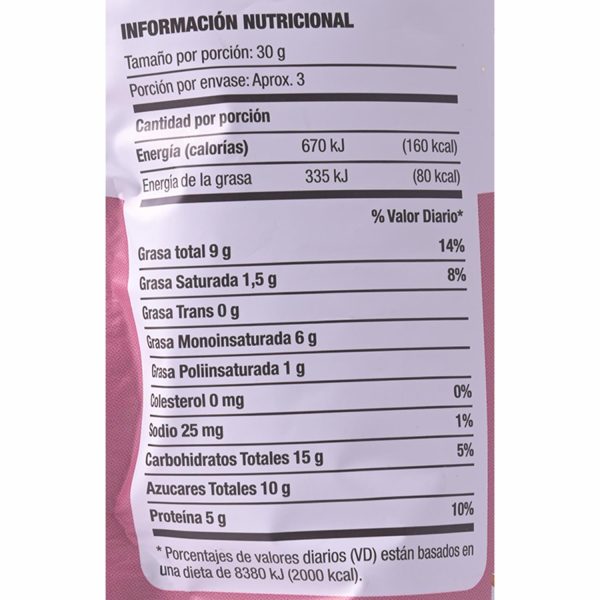 INFORMACIÓN NUTRICIONAL
Tamaño por porción: 30 g
Porción por envase: Aprox. 3
Cantidad por porción
Energía (calorías) 670 kJ (160 kcal)
Energía de la grasa 335 kJ (80 kcal)
% Valor Diario*
Grasa total 9 g 14%
Grasa Saturada 1,5 g 8%
Grasa Trans 0 g
Grasa Monoinsaturada 6 g
Grasa Poliinsaturada 1 g
Colesterol 0 mg 0%
Sodio 25 mg 1%
Carbohidratos Totales 15 g 5%
Azucares Totales 10 g
Proteína 5 g 10%
* Porcentajes de valores diarios (VD) están basados en
una dieta de 8380 kJ (2000 kcal).